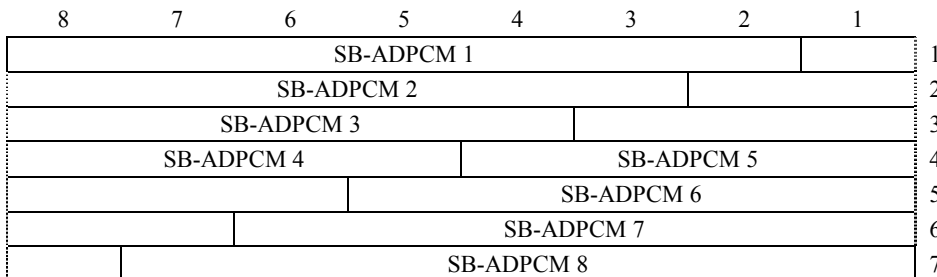 8 7 6 5 4 3 2 1
SB-ADPCM 1 1
SB-ADPCM 2 2
SB-ADPCM 3 3
SB-ADPCM 4 SB-ADPCM 5 4
SB-ADPCM 6 5
SB-ADPCM 7 6
SB-ADPCM 8 7